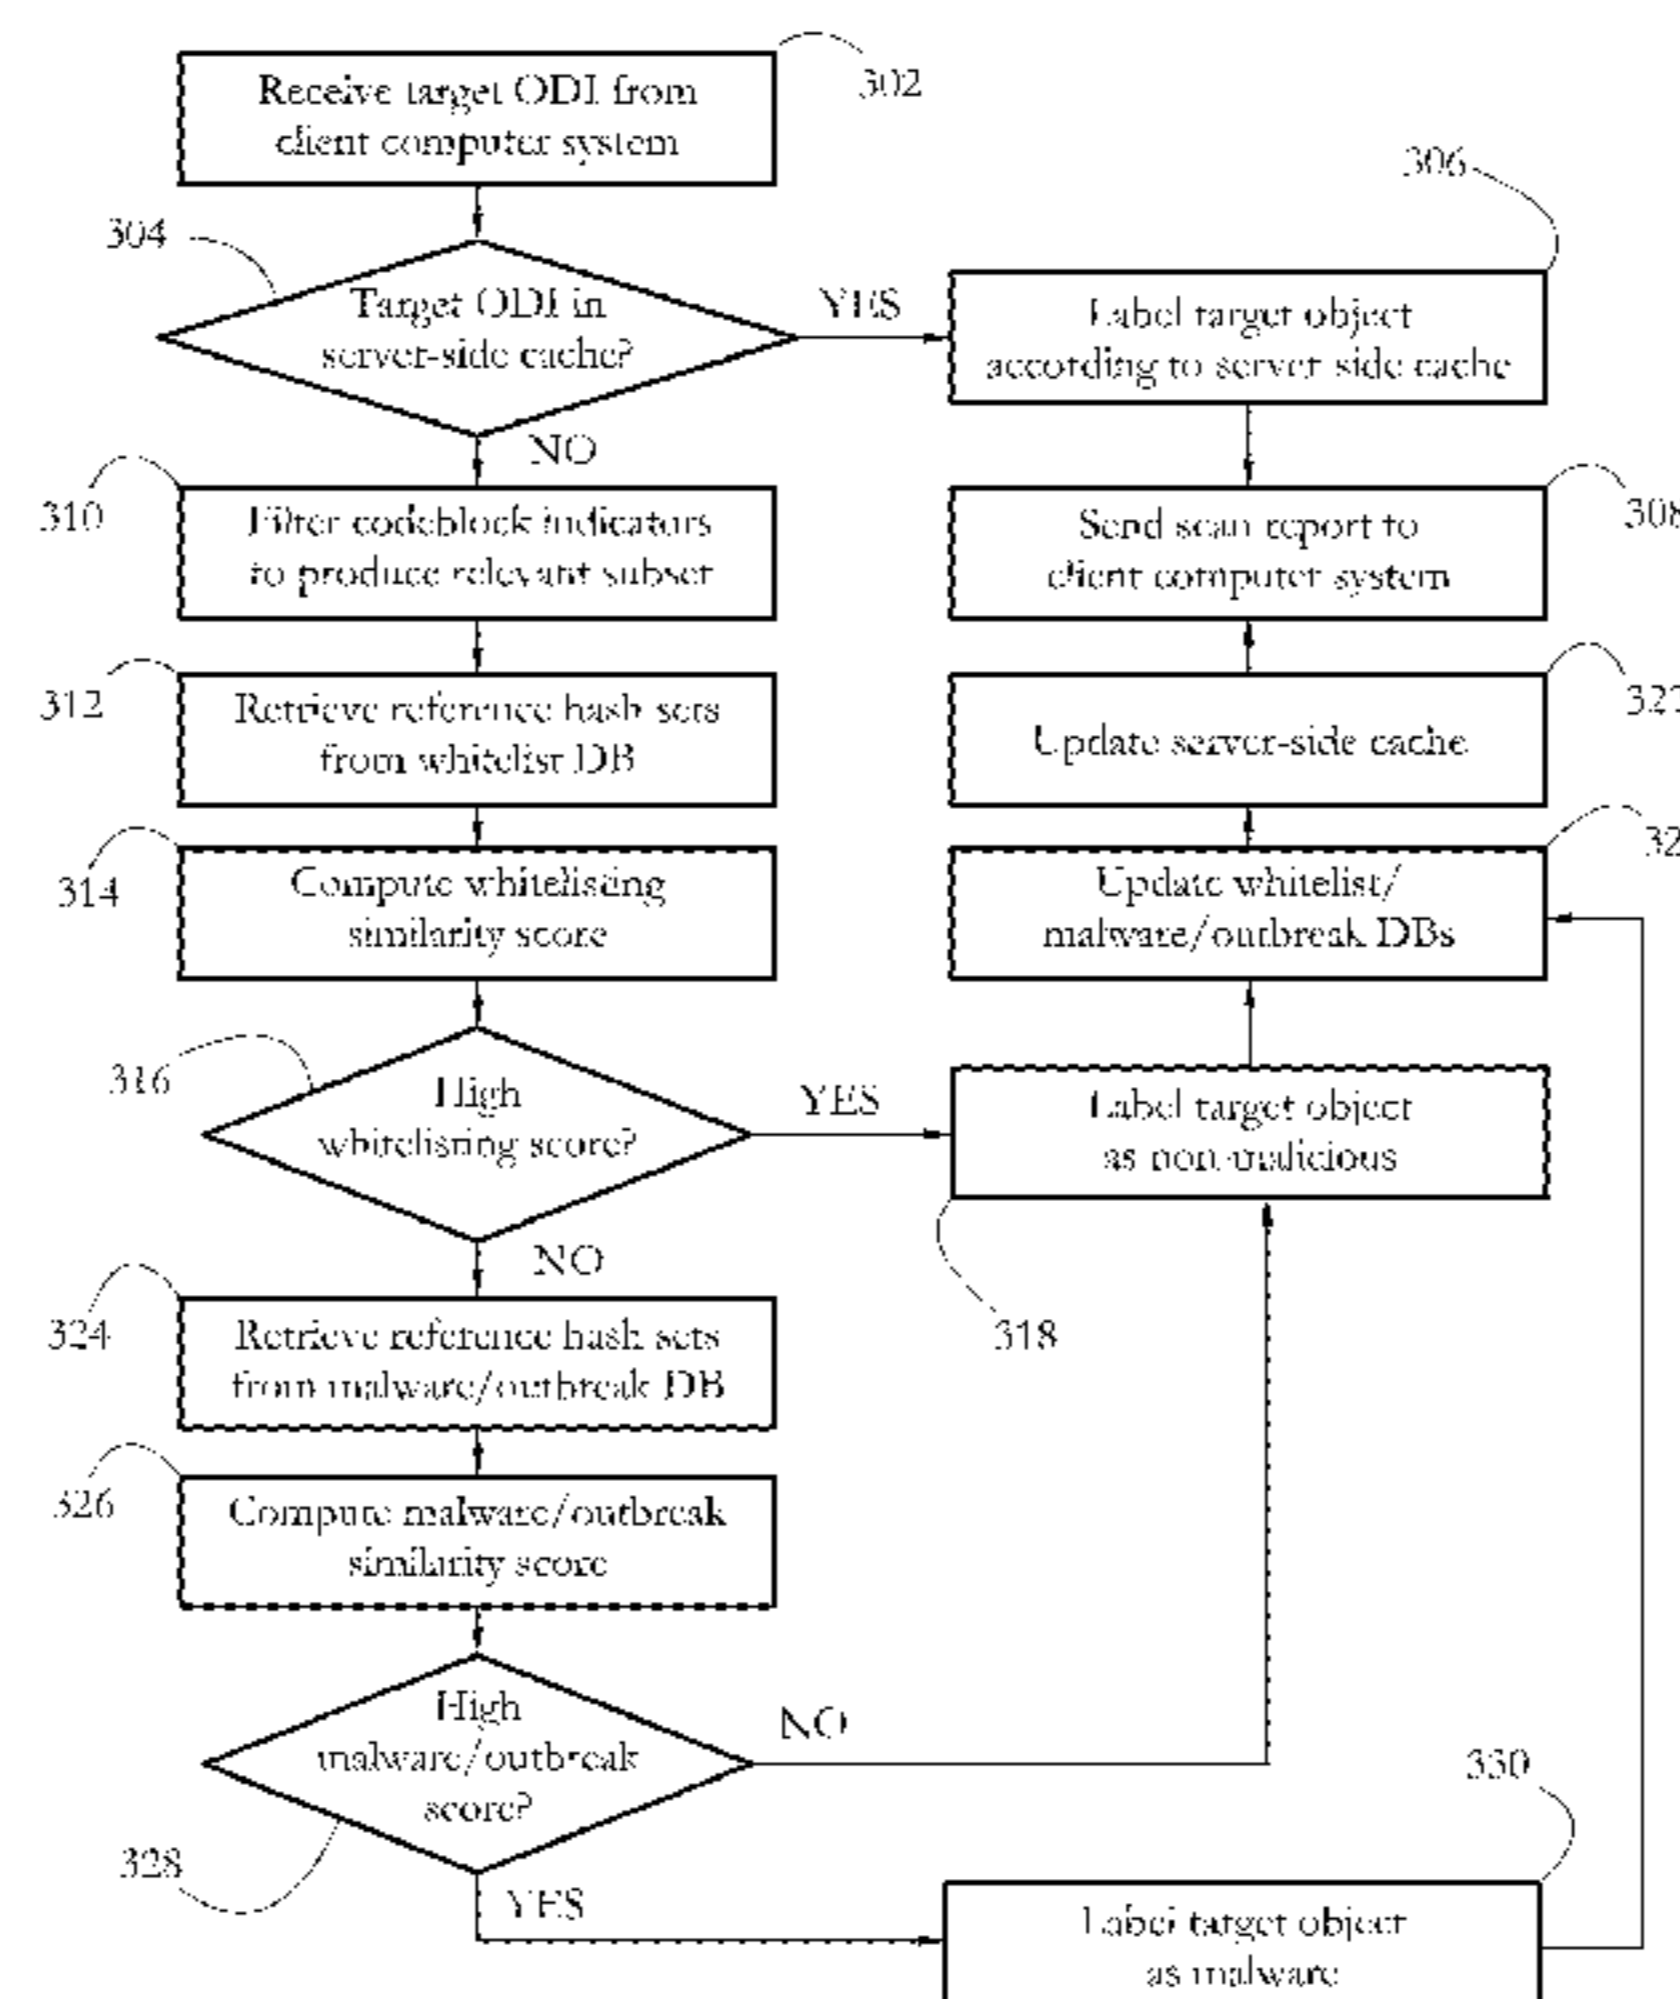 Receive target ODI from
client computer system
302
304
Target ODI in
server-side cache?
YES
306
Label target object
according to server-side cache
NO
310
Filter codeblock indicators
to produce relevant subset
Send scan report to
client computer system
308
312
Retrieve reference hash sets
from whitelist DB
Update server-side cache
322
314
Compute whitelisting
similarity score
Update whitelist/
malware/outbreak DBs
32
316
High
whitelisting score?
YES
Label target object
as non-malicious
318
NO
324
Retrieve reference hash sets
from malware/outbreak DB
326
Compute malware/outbreak
similarity score
High
malware/outbreak
score?
NO
328
YES
330
Label target object
as malware